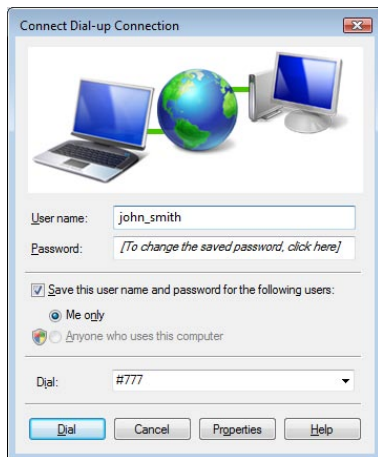 Connect Dial-up Connection
User name: john_smith
Password: [To change the saved password, click here]
Save this user name and password for the following users:
Me only
Anyone who uses this computer
Dial: #777
Dial Cancel Properties Help